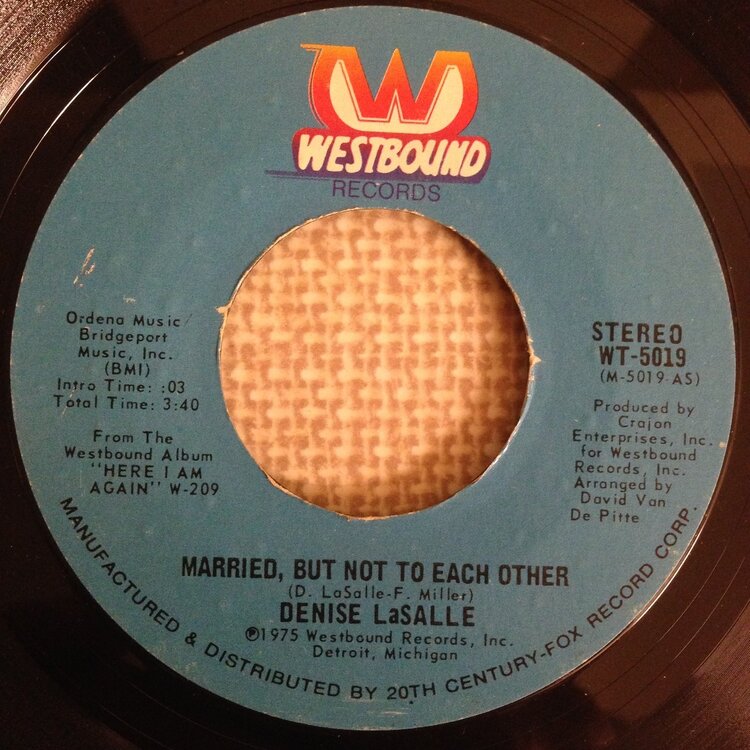 W
WESTBOUND
RECORDS
Ordena Music/
Bridgeport
Music, Inc.
(BMI)
Intro Time: :03
Total Time: 3:40
From The
Westbound Album
"HERE I AM
AGAIN" W-209
STEREO
WT-5019
(M-5019-AS)
Produced by
Crajon
Enterprises, Inc.
for Westbound
Records, Inc.
Arranged by
David Van
De Pitte
MARRIED, BUT NOT TO EACH OTHER
(D. LaSalle-F. Miller)
DENISE LaSALLE
℗1975 Westbound Records, Inc.
Detroit, Michigan
MANUFACTURED & DISTRIBUTED BY 20TH CENTURY-FOX RECORD CORP.